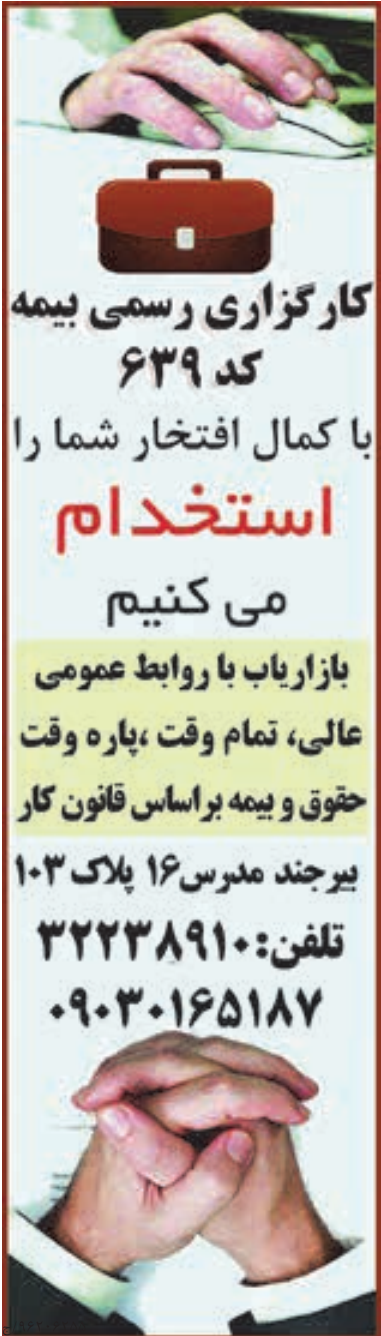 کارگزاری رسمی بیمه
کد ۶۳۹
با کمال افتخار شما را
استخدام
می کنیم
بازاریاب با روابط عمومی
عالی، تمام وقت ،پاره وقت
حقوق و بیمه براساس قانون کار
بیرجند مدرس۱۶ پلاک ۱۰۳
تلفن: ۳۲۲۳۸۹۱۰
۰۹۰۳۰۱۶۵۱۸۷